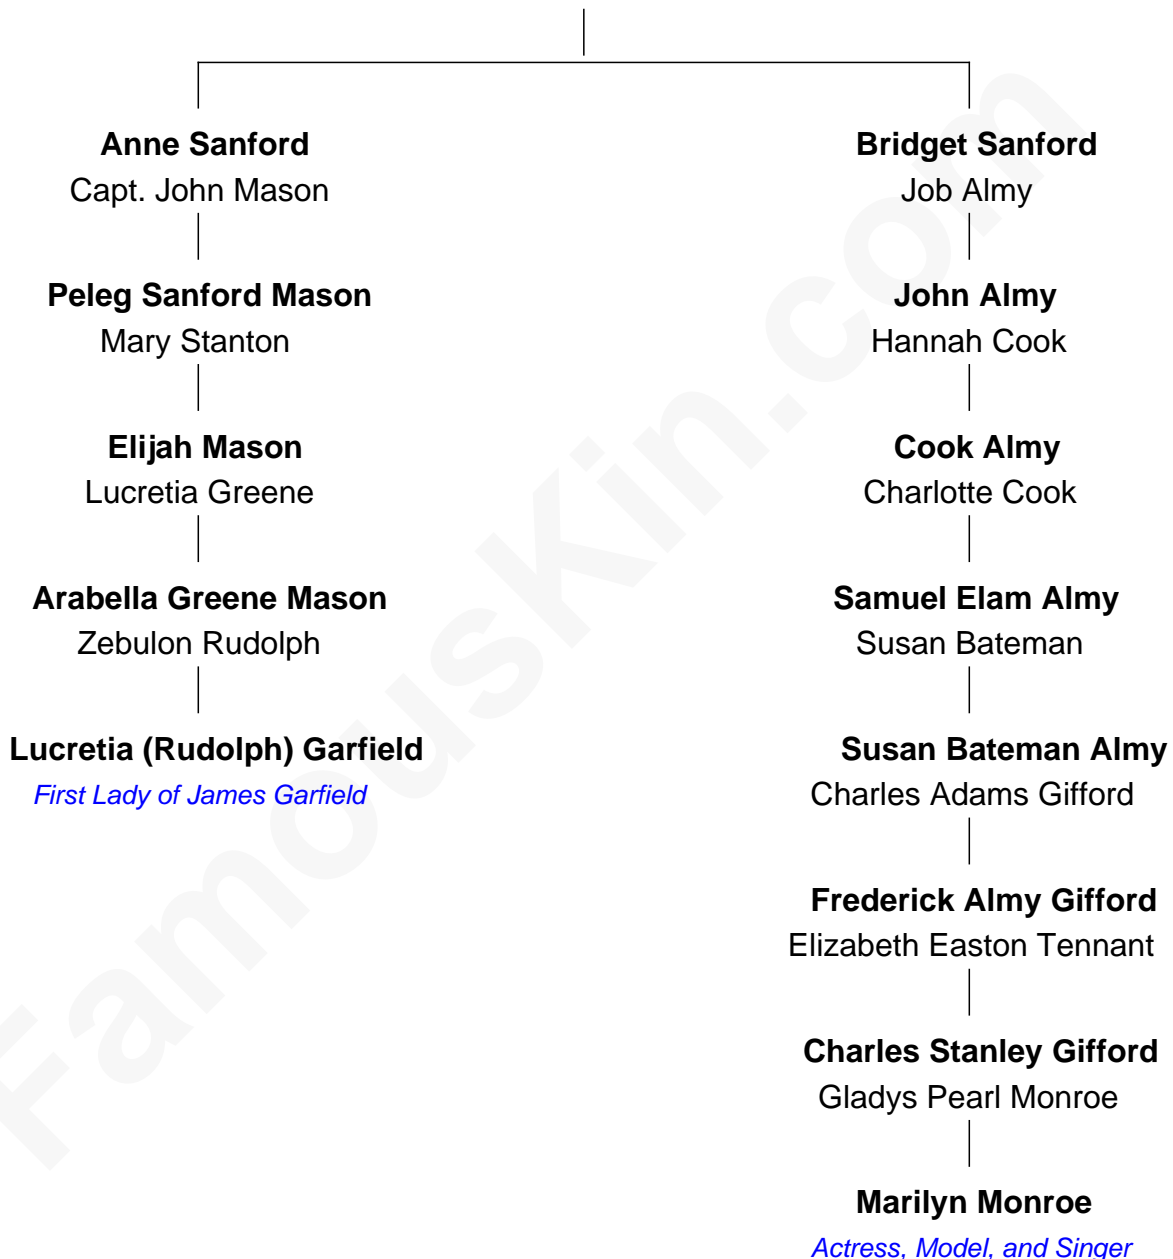 Anne Sanford
Capt. John Mason
Peleg Sanford Mason
Mary Stanton
Elijah Mason
Lucretia Greene
Arabella Greene Mason
Zebulon Rudolph
Lucretia (Rudolph) Garfield
First Lady of James Garfield
Bridget Sanford
Job Almy
John Almy
Hannah Cook
Cook Almy
Charlotte Cook
Samuel Elam Almy
Susan Bateman
Susan Bateman Almy
Charles Adams Gifford
Frederick Almy Gifford
Elizabeth Easton Tennant
Charles Stanley Gifford
Gladys Pearl Monroe
Marilyn Monroe
Actress, Model, and Singer
FamousKin.com